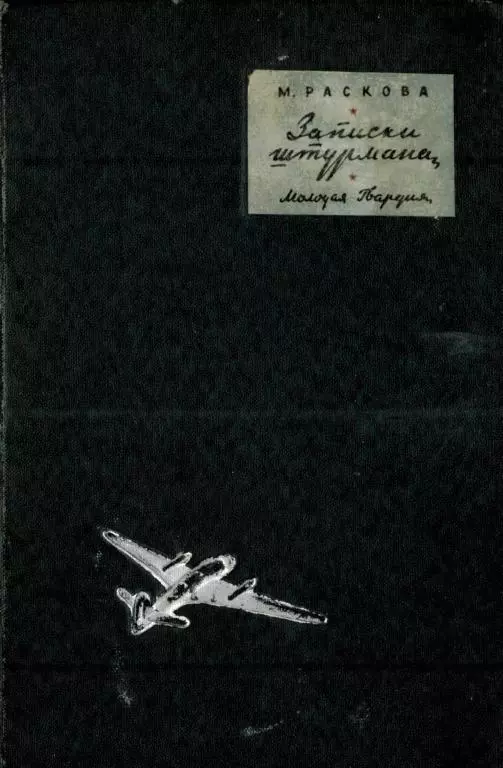 М. РАСКОВА
Записки
штурмана
Молодая Гвардия